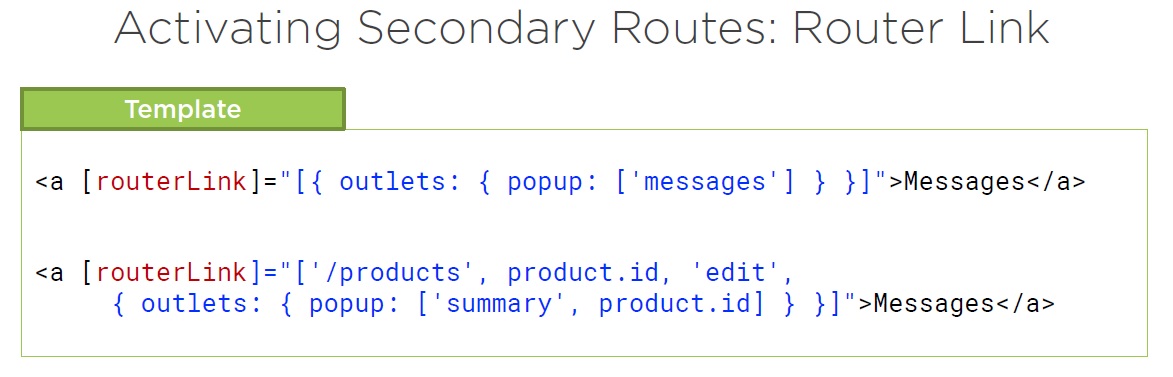 Activating Secondary Routes: Router Link
Template
<a [routerLink]="[{ outlets: { popup: ['messages'] } }]">Messages</a>
<a [routerLink]="['/products', product.id, 'edit',
{ outlets: { popup: ['summary', product.id] } }]">Messages</a>